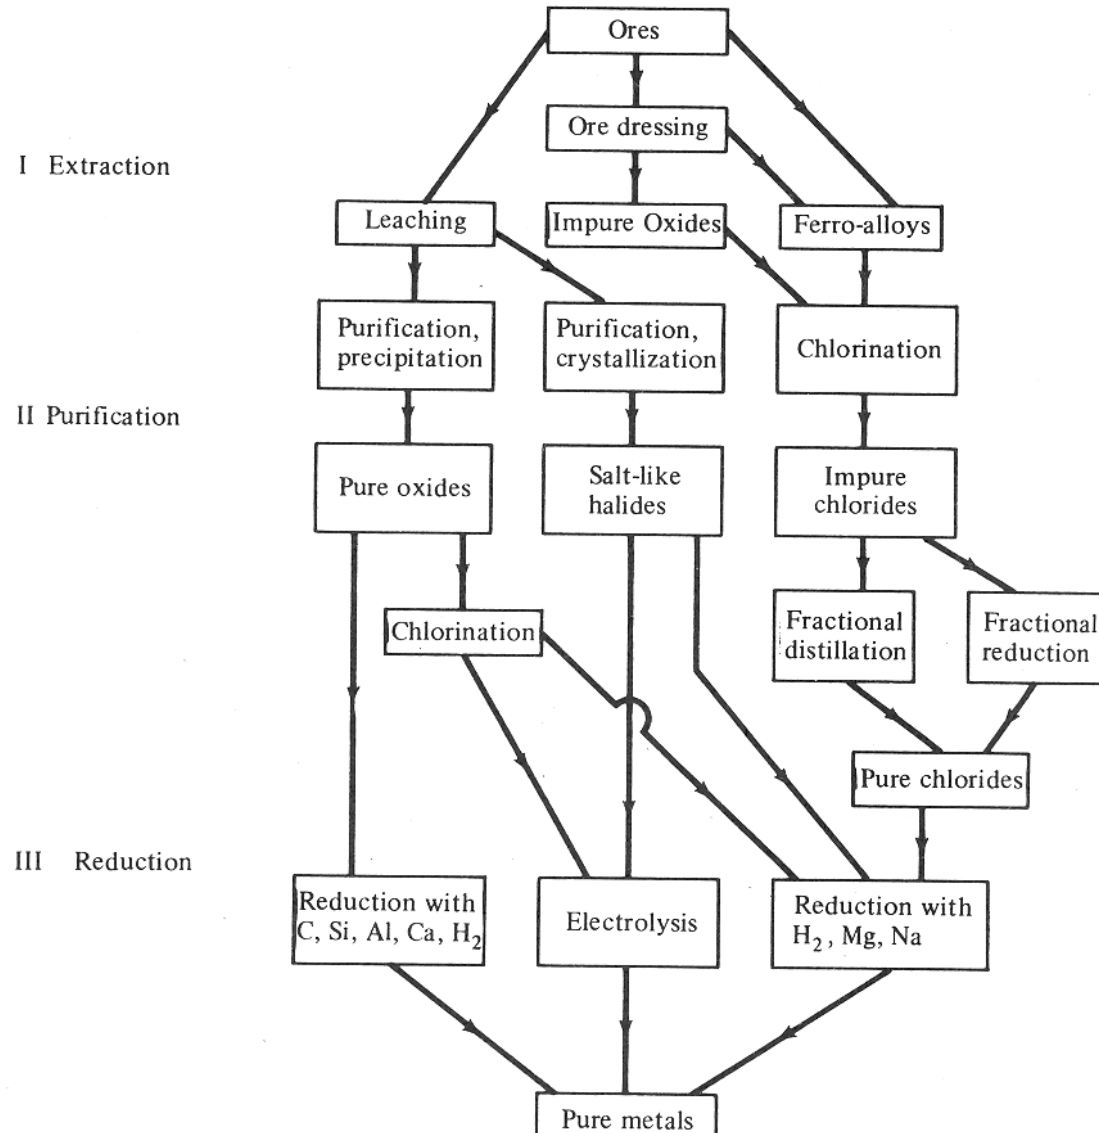 Ores
Ore dressing
I Extraction
Leaching
Impure Oxides
Ferro-alloys
Purification,
precipitation
Purification,
crystallization
Chlorination
II Purification
Pure oxides
Salt-like
halides
Impure
chlorides
Chlorination
Fractional
distillation
Fractional
reduction
Pure chlorides
III Reduction
Reduction with
C, Si, Al, Ca, H₂
Electrolysis
Reduction with
H₂, Mg, Na
Pure metals